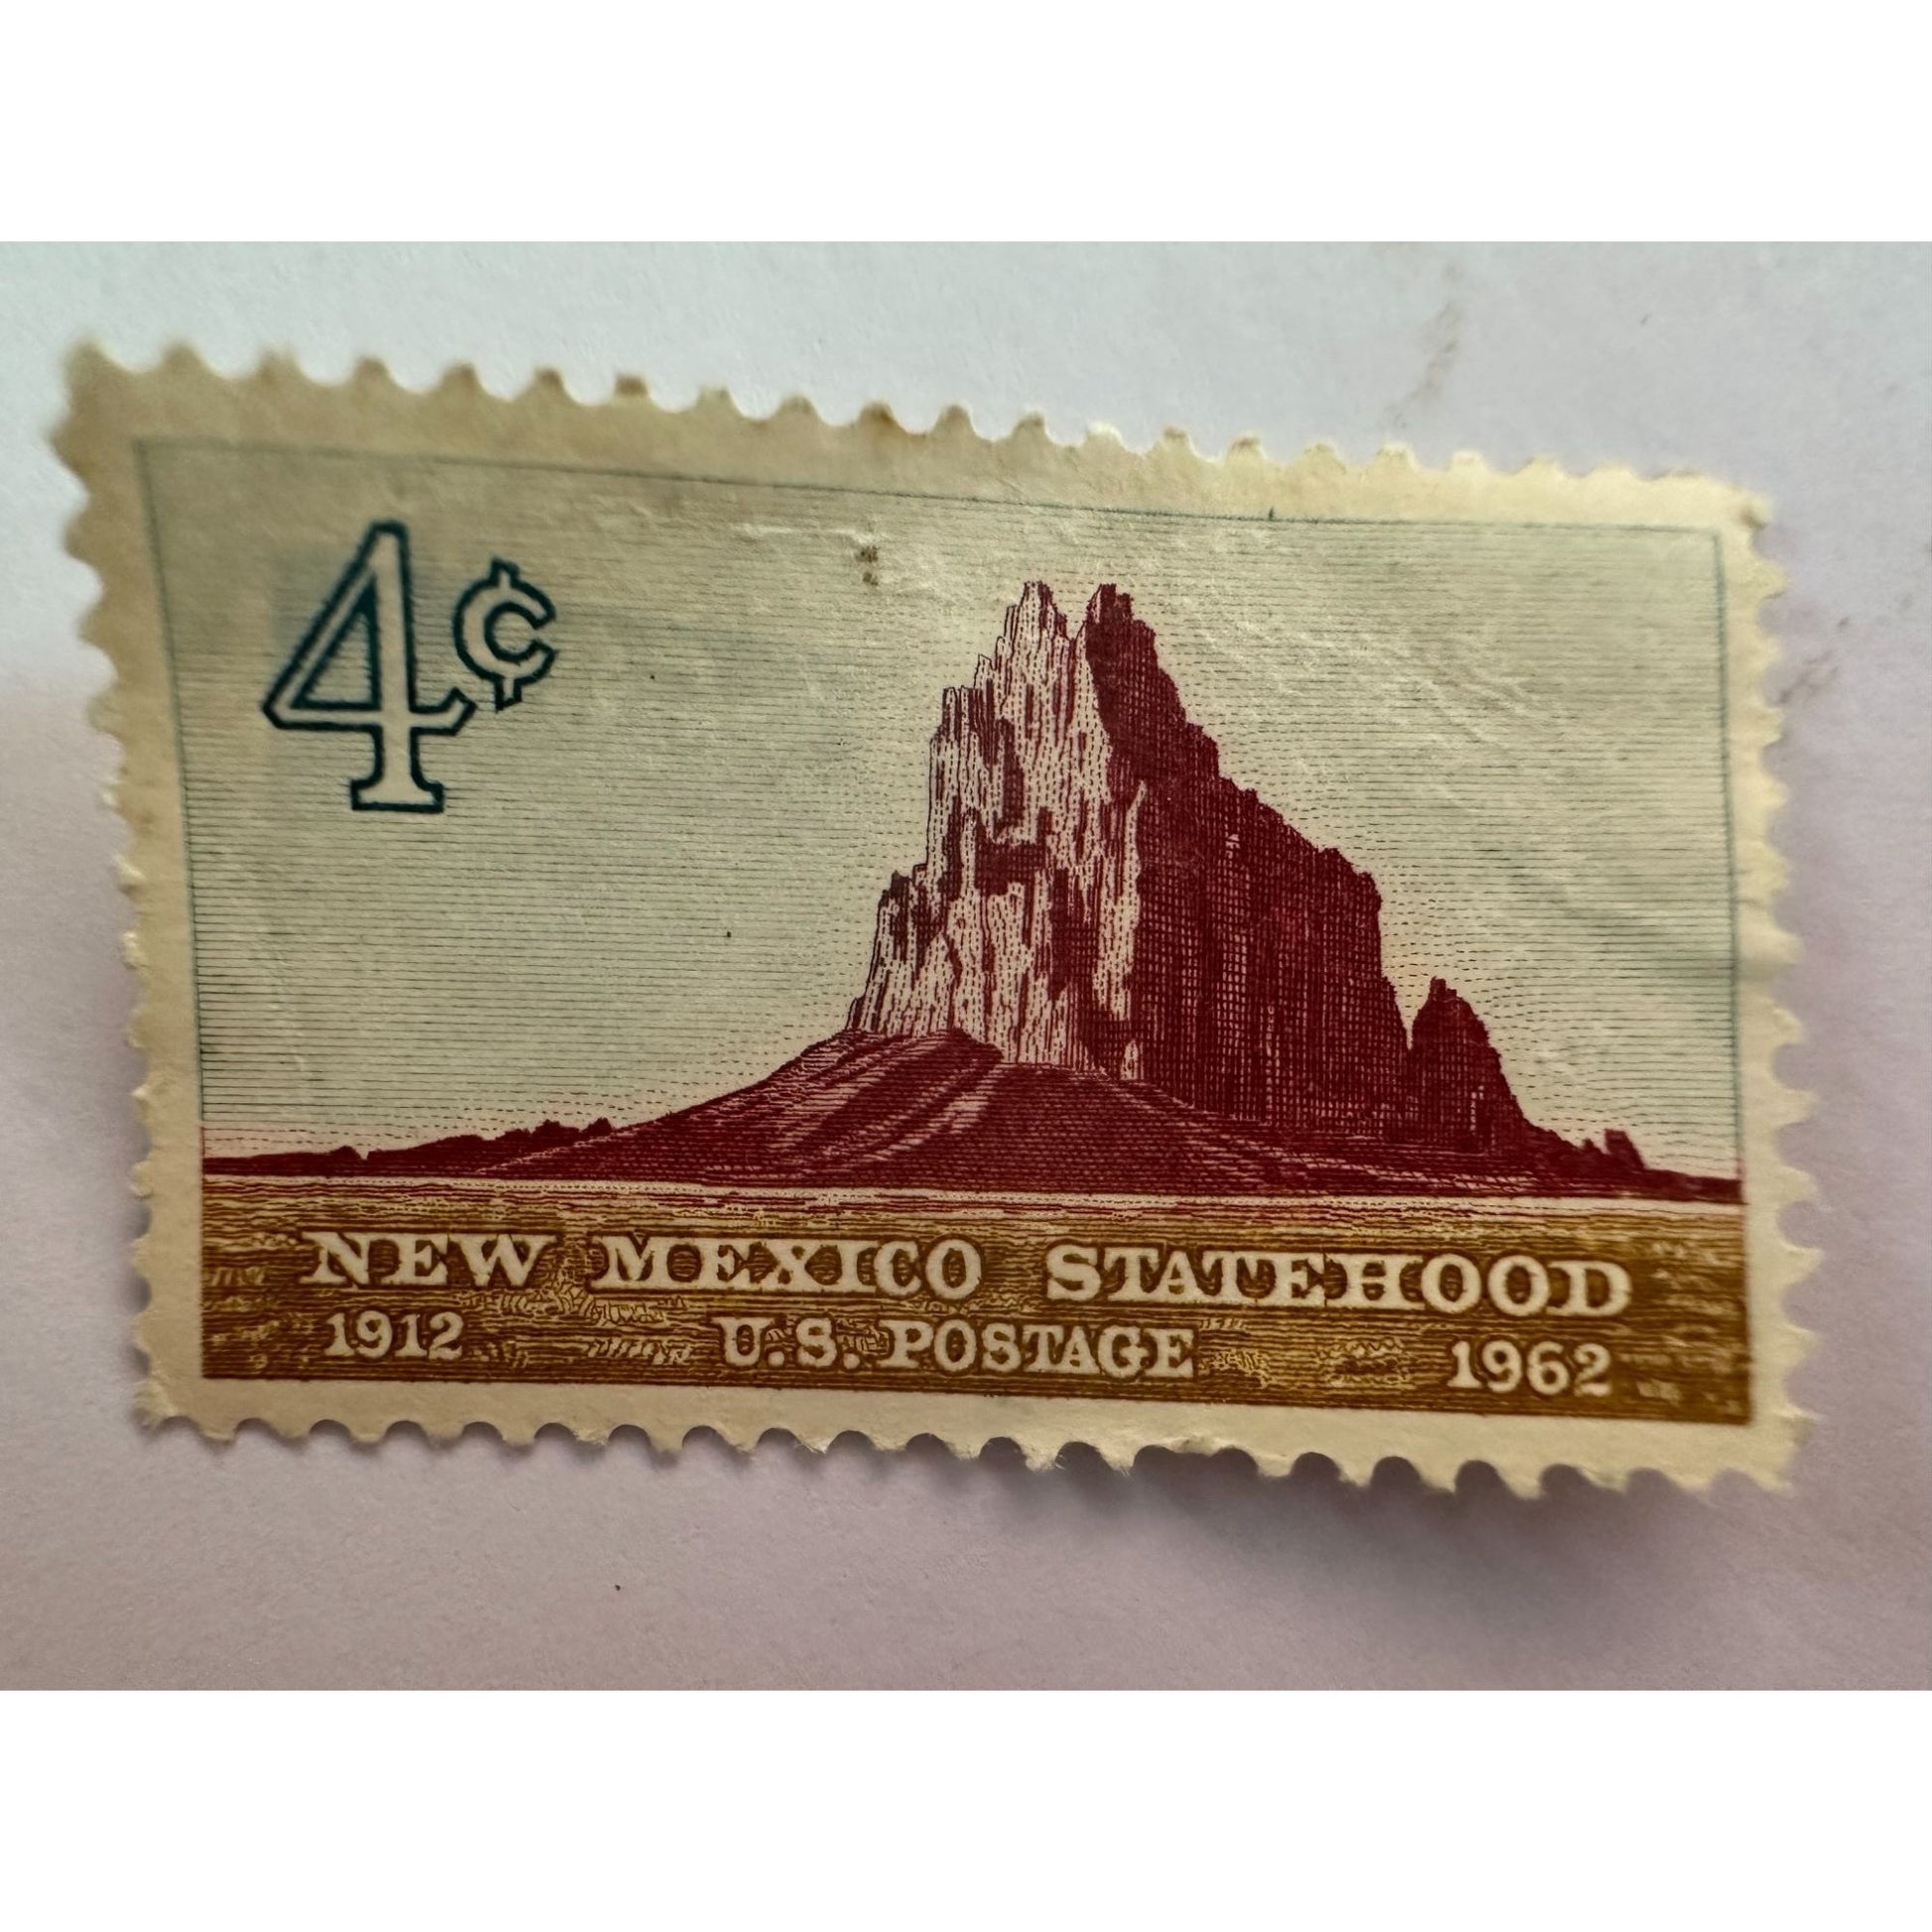 4¢
NEW MEXICO STATEHOOD
1912 U.S. POSTAGE 1962